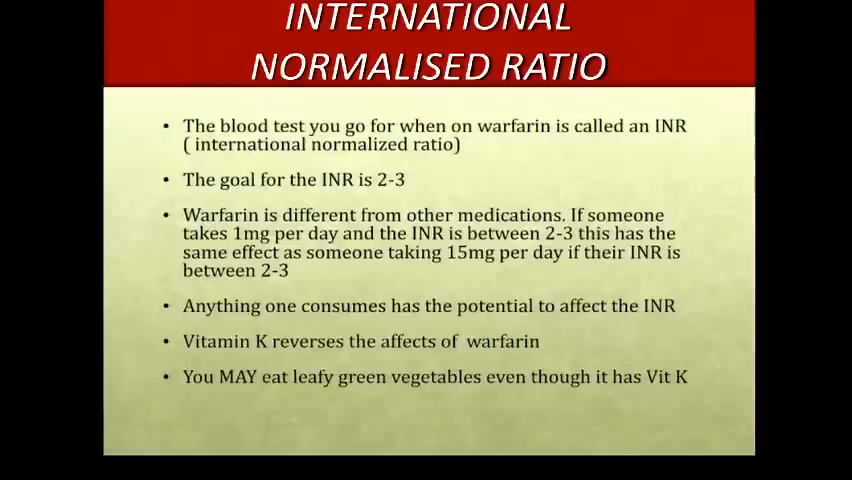 INTERNATIONAL
NORMALISED RATIO
• The blood test you go for when on warfarin is called an INR
( international normalized ratio)
• The goal for the INR is 2-3
• Warfarin is different from other medications. If someone
takes 1mg per day and the INR is between 2-3 this has the
same effect as someone taking 15mg per day if their INR is
between 2-3
• Anything one consumes has the potential to affect the INR
• Vitamin K reverses the affects of warfarin
• You MAY eat leafy green vegetables even though it has Vit K